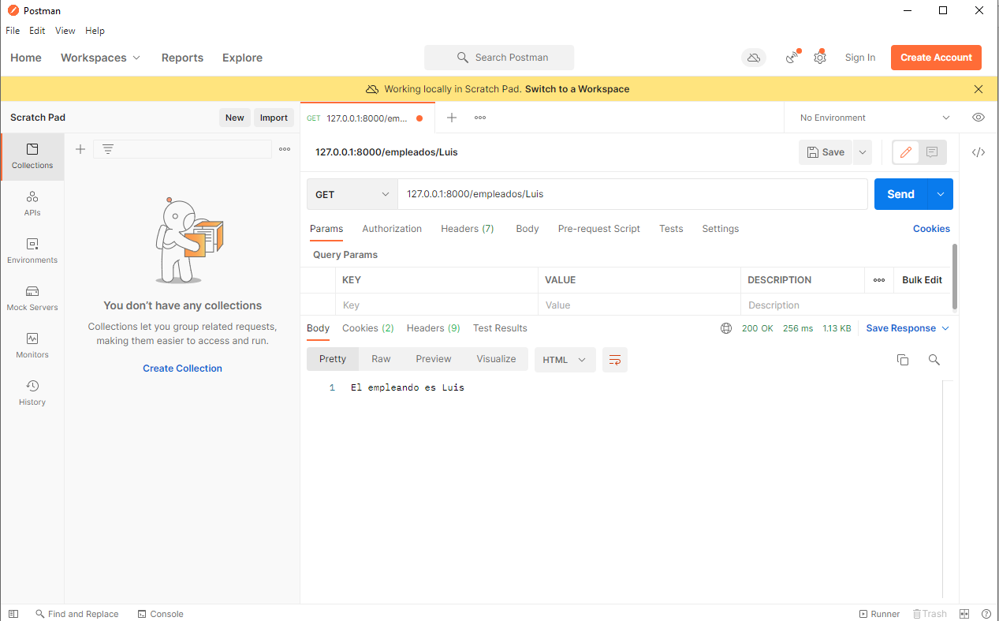 Postman
File Edit View Help
Home Workspaces Reports Explore Search Postman Sign In Create Account
Working locally in Scratch Pad. Switch to a Workspace
Scratch Pad New Import GET 127.0.0.1:8000/em... No Environment
Collections
APIs
Environments
Mock Servers
Monitors
History
You don't have any collections
Collections let you group related requests,
making them easier to access and run.
Create Collection
127.0.0.1:8000/empleados/Luis Save
GET 127.0.0.1:8000/empleados/Luis Send
Params Authorization Headers (7) Body Pre-request Script Tests Settings Cookies
Query Params
KEY VALUE DESCRIPTION Bulk Edit
Key Value Description
Body Cookies (2) Headers (9) Test Results 200 OK 256 ms 1.13 KB Save Response
Pretty Raw Preview Visualize HTML
1 El empleando es Luis
Find and Replace Console Runner Trash